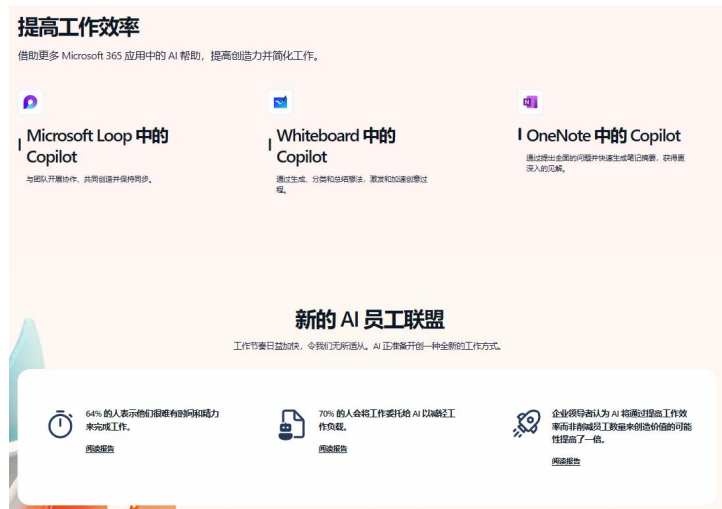 提高工作效率
借助更多 Microsoft 365 应用中的 AI 帮助，提高创造力并简化工作。
Microsoft Loop 中的
Copilot
与团队开展协作、共同创造并保持同步。
Whiteboard 中的
Copilot
通过生成、分类和总结想法，激发和加速创意过
程。
OneNote 中的 Copilot
通过提出全面的问题并快速生成笔记摘要，获得更
深入的见解。
新的 AI 员工联盟
工作节奏日益加快，令我们无所适从。AI 正准备开创一种全新的工作方式。
64% 的人表示他们很难有时间和精力
来完成工作。
阅读报告
70% 的人会将工作委托给 AI 以减轻工
作负载。
阅读报告
企业领导者认为 AI 将通过提高工作效
率而非削减员工数量来创造价值的可能
性提高了一倍。
阅读报告